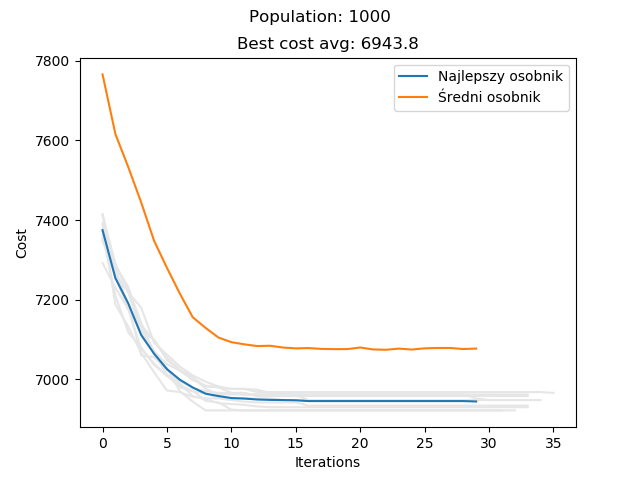 Population: 1000
Best cost avg: 6943.8
Najlepszy osobnik
Średni osobnik
7800
7600
7400
7200
7000
Cost
0 5 10 15 20 25 30 35
Iterations